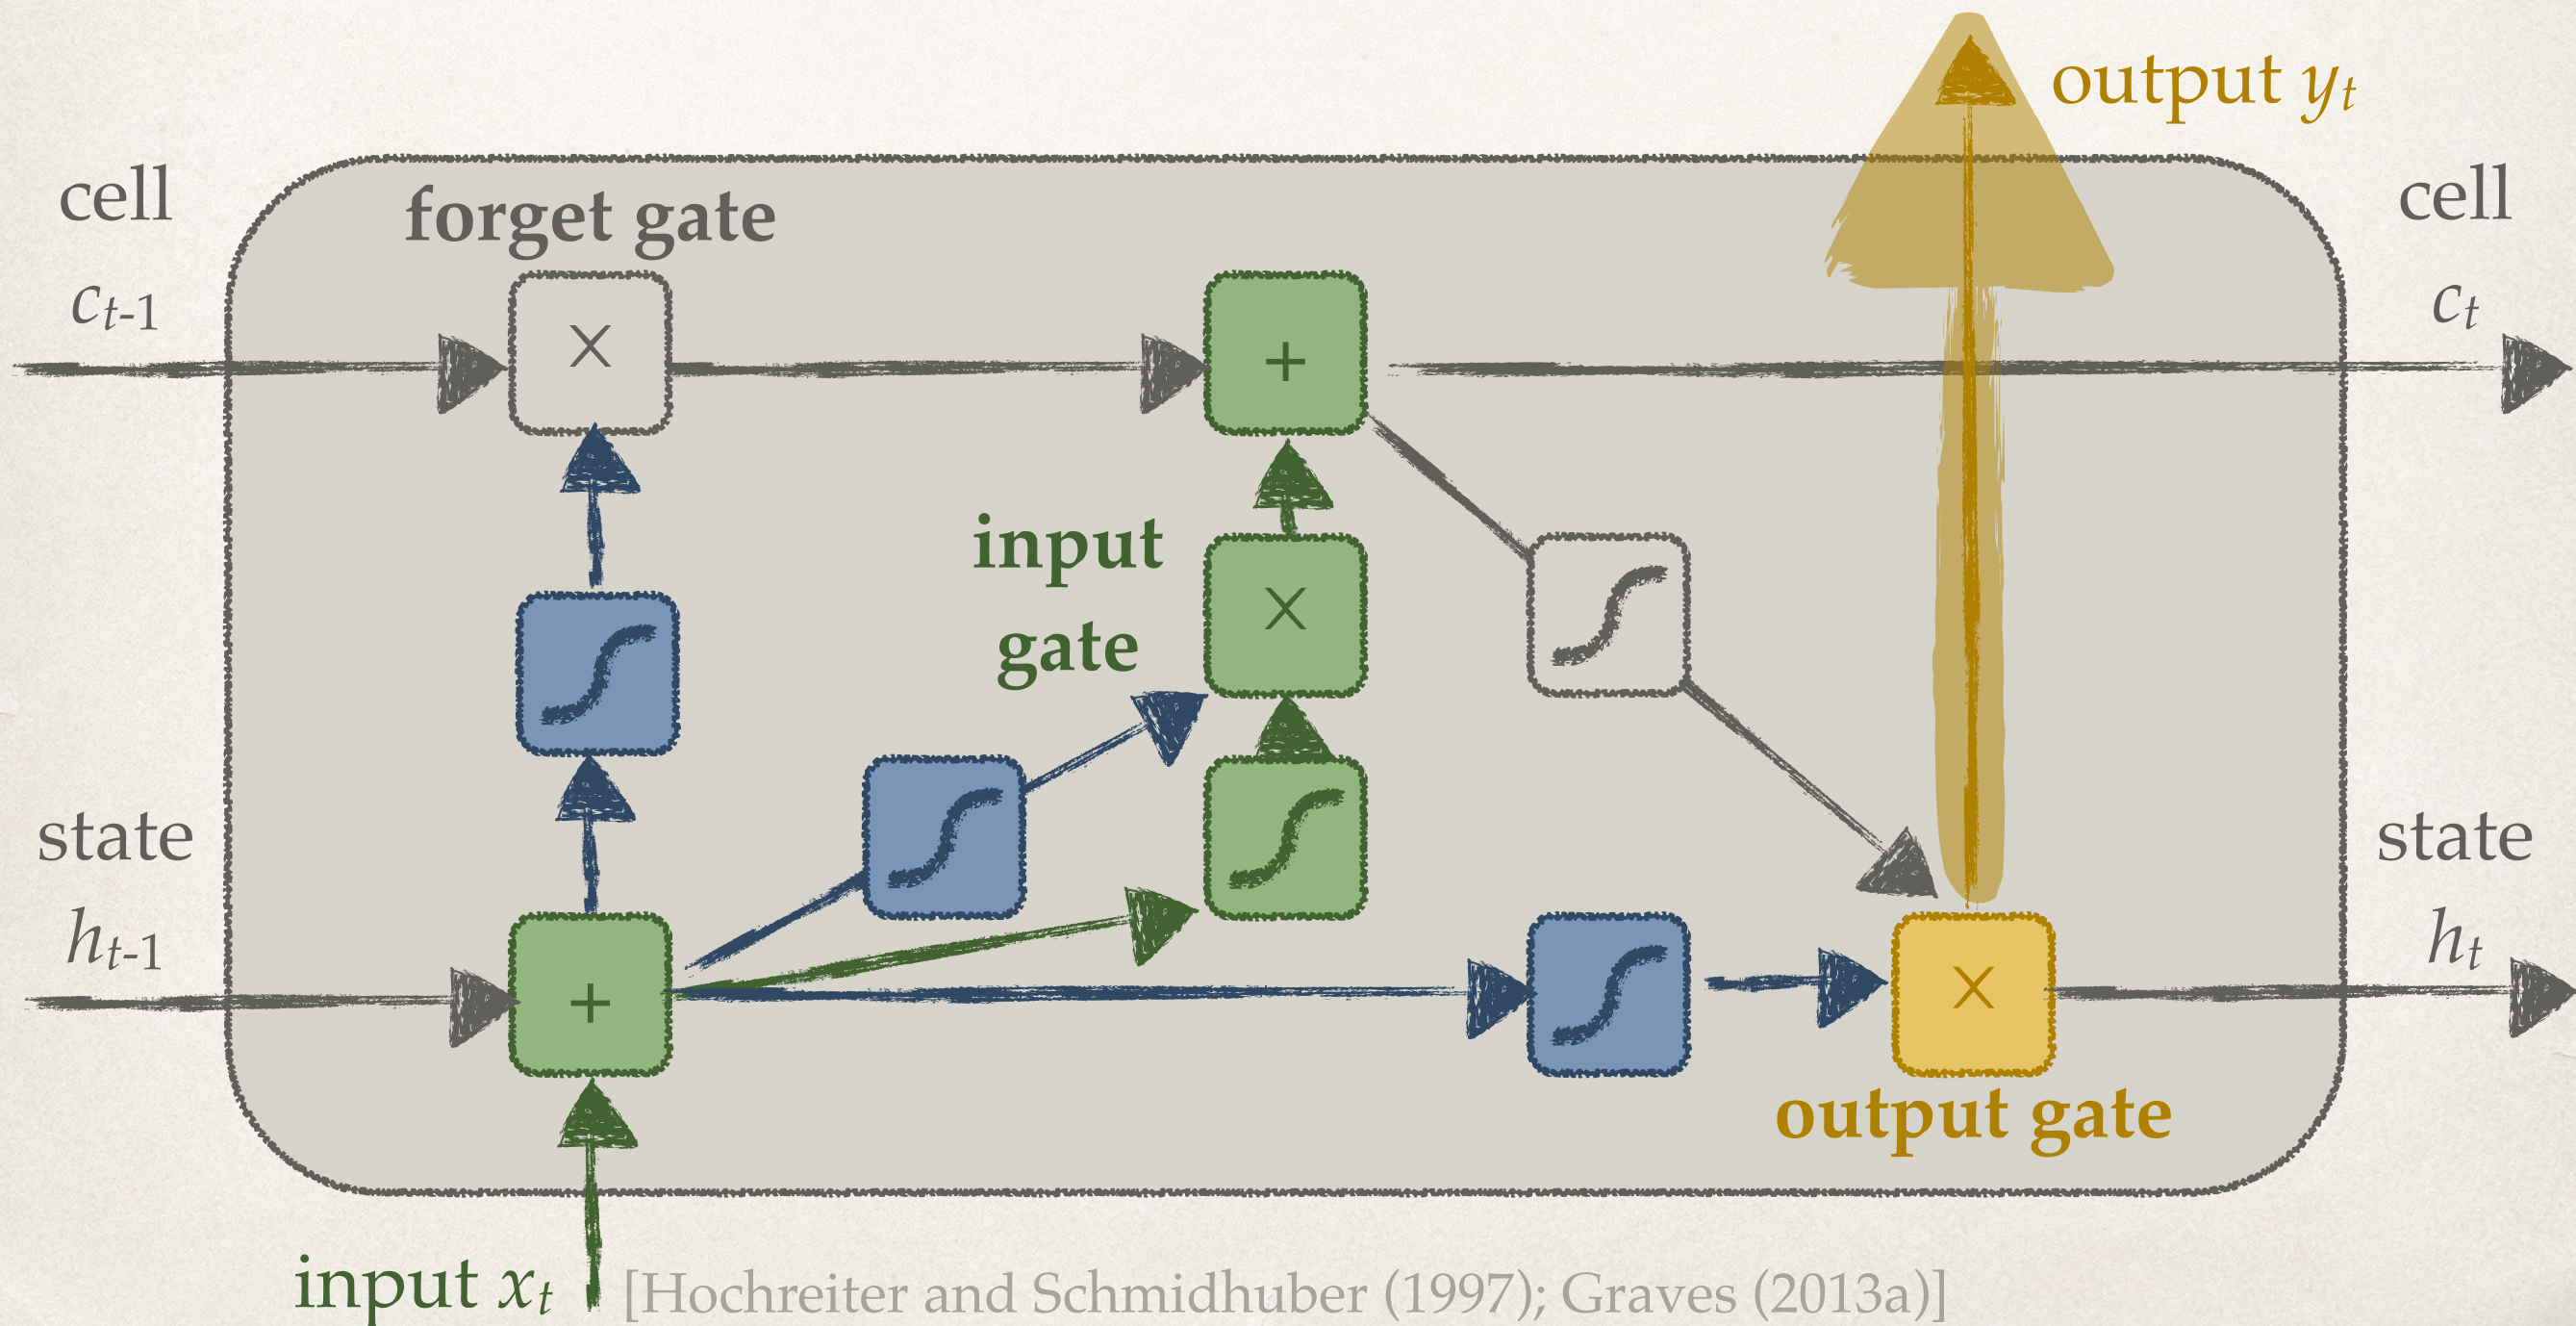 output yₜ
cell
forget gate
cell
cₜ₋₁
cₜ
×
+
input
gate
×
state
state
hₜ₋₁
hₜ
+
×
output gate
input xₜ
[Hochreiter and Schmidhuber (1997); Graves (2013a)]